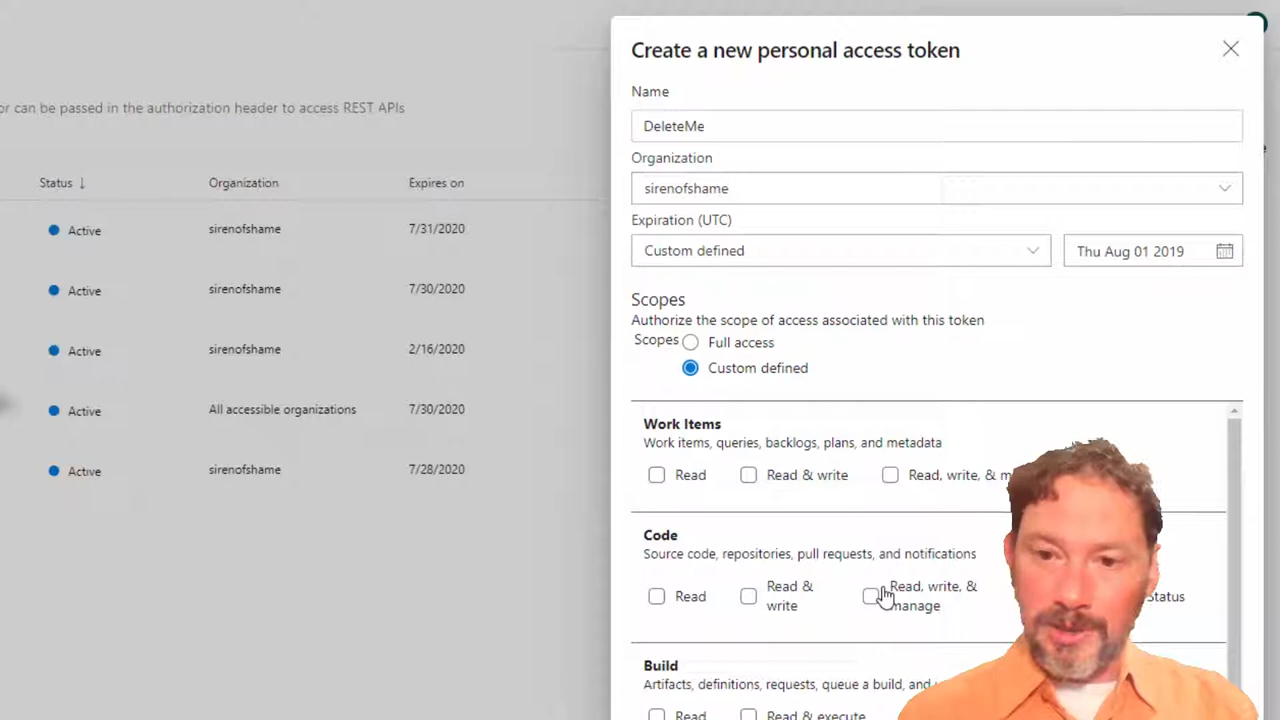 Create a new personal access token
Name
or can be passed in the authorization header to access REST APIs
DeleteMe
Organization
Status ↓ Organization Expires on
sirenofshame
Expiration (UTC)
Active sirenofshame 7/31/2020
Custom defined Thu Aug 01 2019
Active sirenofshame 7/30/2020
Scopes
Authorize the scope of access associated with this token
Scopes Full access
Active sirenofshame 2/16/2020
Custom defined
Active All accessible organizations 7/30/2020
Work Items
Work items, queries, backlogs, plans, and metadata
Active sirenofshame 7/28/2020
Read Read & write Read, write, & m
Code
Source code, repositories, pull requests, and notifications
Read Read & write Read, write, & manage Status
Build
Artifacts, definitions, requests, queue a build, and
Read Read & execute